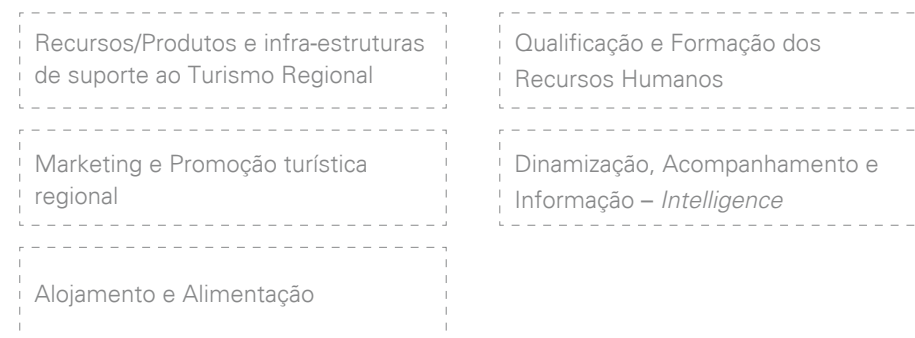 Recursos/Produtos e infra-estruturas
de suporte ao Turismo Regional
Marketing e Promoção turística
regional
Alojamento e Alimentação
Qualificação e Formação dos
Recursos Humanos
Dinamização, Acompanhamento e
Informação – Intelligence